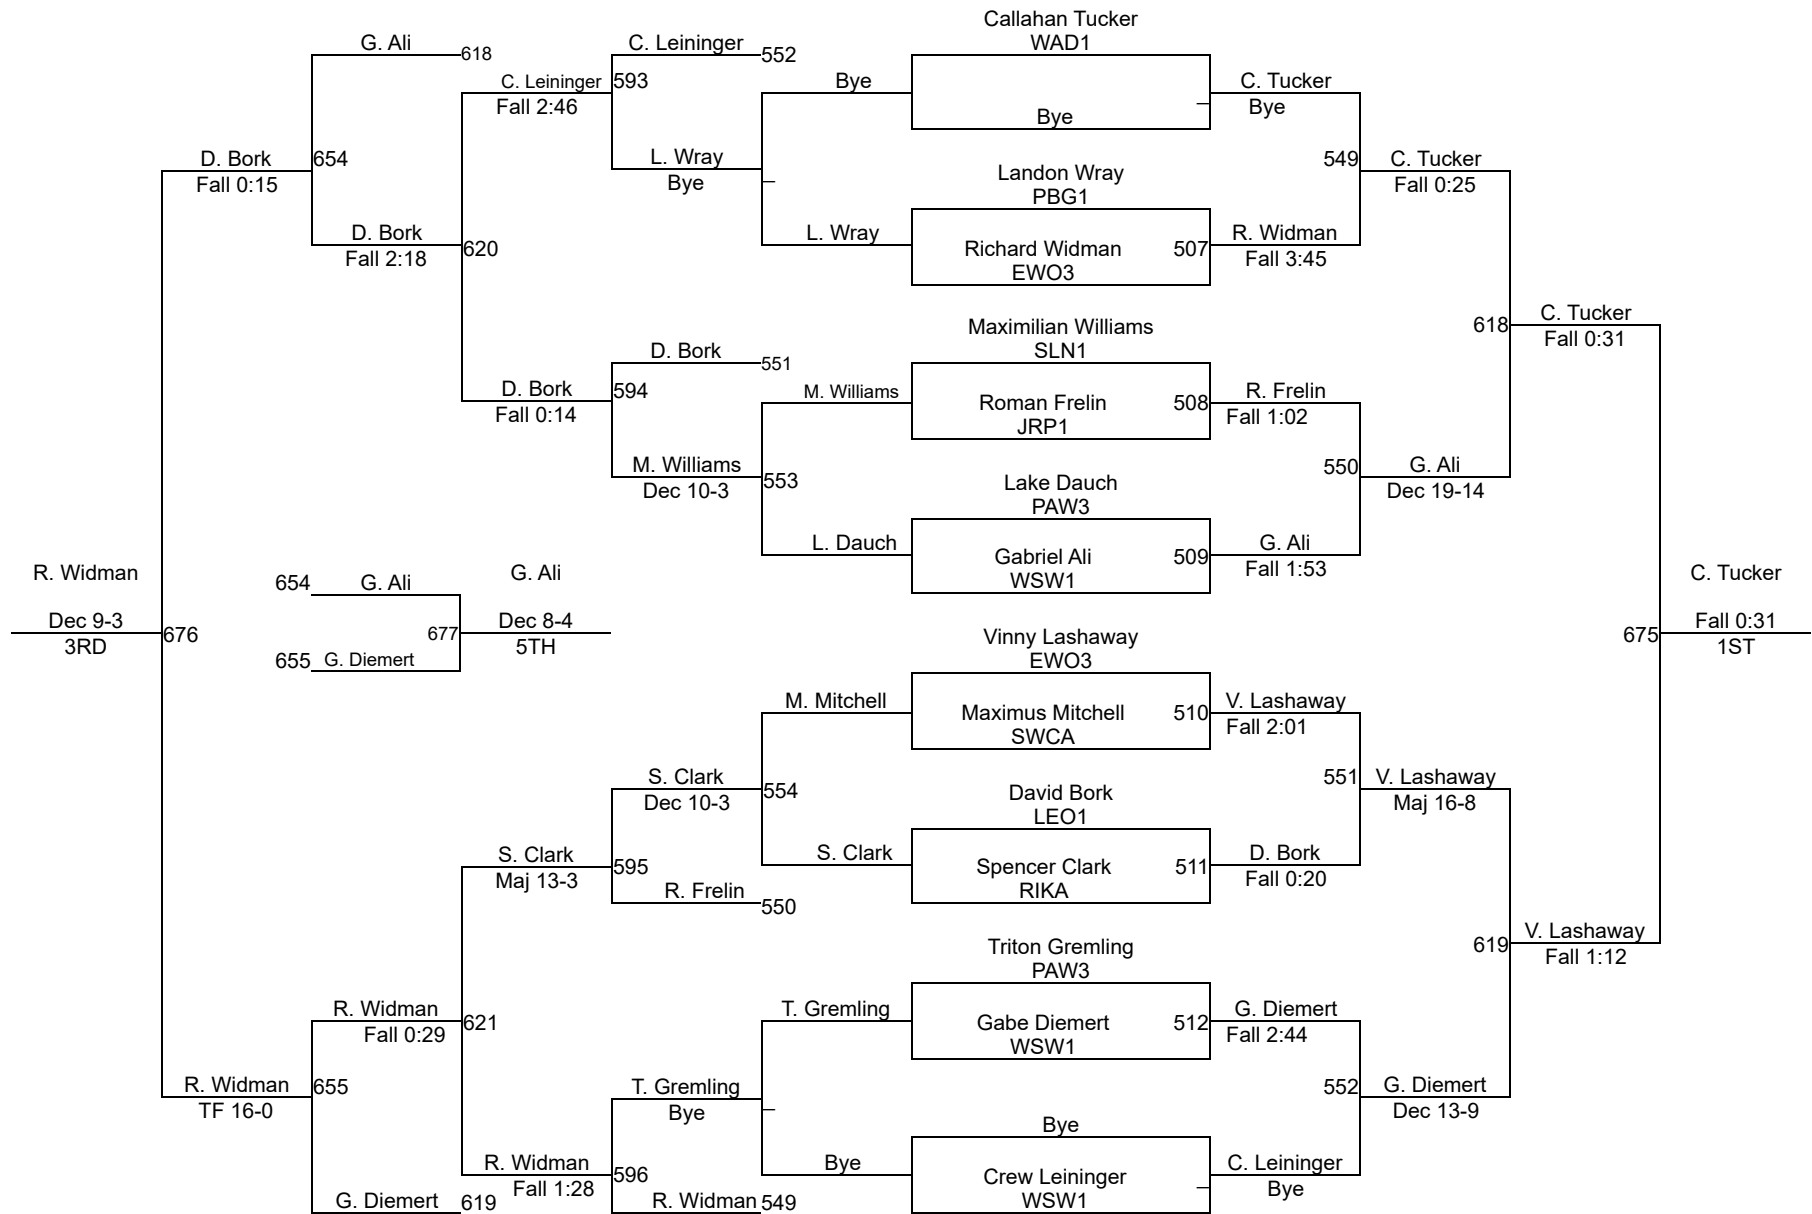 Callahan Tucker
WAD1
G. Ali
618
C. Leininger
552
C. Leininger
593
Fall 2:46
Bye
Bye
C. Tucker
Bye
D. Bork
654
Fall 0:15
L. Wray
Bye
Landon Wray
PBG1
549
C. Tucker
Fall 0:25
D. Bork
620
Fall 2:18
L. Wray
Richard Widman
EWO3
507
R. Widman
Fall 3:45
Maximilian Williams
SLN1
618
C. Tucker
Fall 0:31
D. Bork
551
D. Bork
594
Fall 0:14
M. Williams
Roman Frelin
JRP1
508
R. Frelin
Fall 1:02
M. Williams
553
Dec 10-3
Lake Dauch
PAW3
550
G. Ali
Dec 19-14
L. Dauch
Gabriel Ali
WSW1
509
G. Ali
Fall 1:53
R. Widman
Dec 9-3
3RD
676
654
G. Ali
655
G. Diemert
677
G. Ali
Dec 8-4
5TH
675
C. Tucker
Fall 0:31
1ST
Vinny Lashaway
EWO3
M. Mitchell
Maximus Mitchell
SWCA
510
V. Lashaway
Fall 2:01
S. Clark
554
Dec 10-3
David Bork
LEO1
551
V. Lashaway
Maj 16-8
S. Clark
595
Maj 13-3
R. Frelin
550
S. Clark
Spencer Clark
RIKA
511
D. Bork
Fall 0:20
Triton Gremling
PAW3
619
V. Lashaway
Fall 1:12
R. Widman
621
Fall 0:29
T. Gremling
Gabe Diemert
WSW1
512
G. Diemert
Fall 2:44
R. Widman
655
TF 16-0
T. Gremling
Bye
Bye
552
G. Diemert
Dec 13-9
R. Widman
596
Fall 1:28
Bye
Crew Leininger
WSW1
C. Leininger
Bye
G. Diemert
619
R. Widman
549